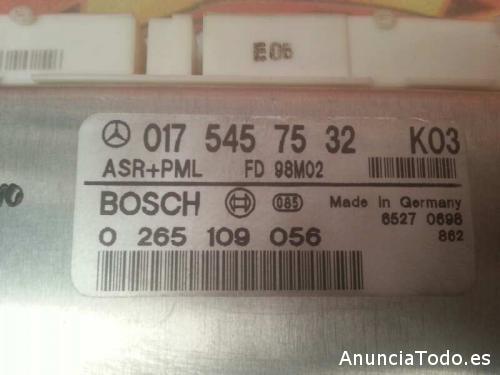 E 05
017 545 75 32 K03
ASR+PML FD 98M02
BOSCH 085 Made in Germany
0 265 109 056 6527 0698
862
AnunciaTodo.es